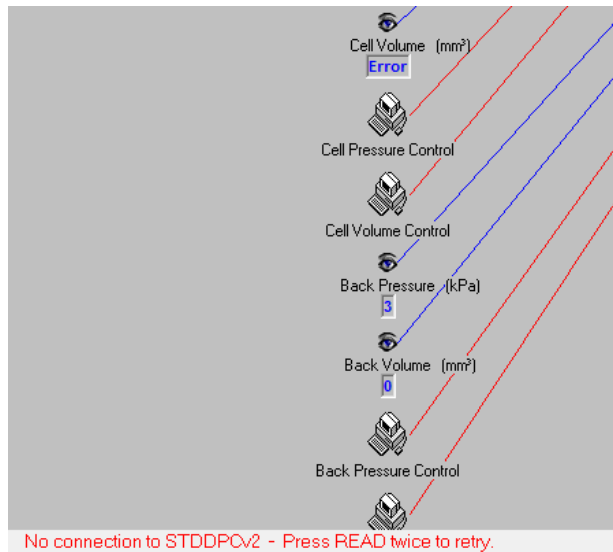 Cell Volume (mm³)
Error
Cell Pressure Control
Cell Volume Control
Back Pressure (kPa)
3
Back Volume (mm³)
0
Back Pressure Control
No connection to STDDPCv2 - Press READ twice to retry.